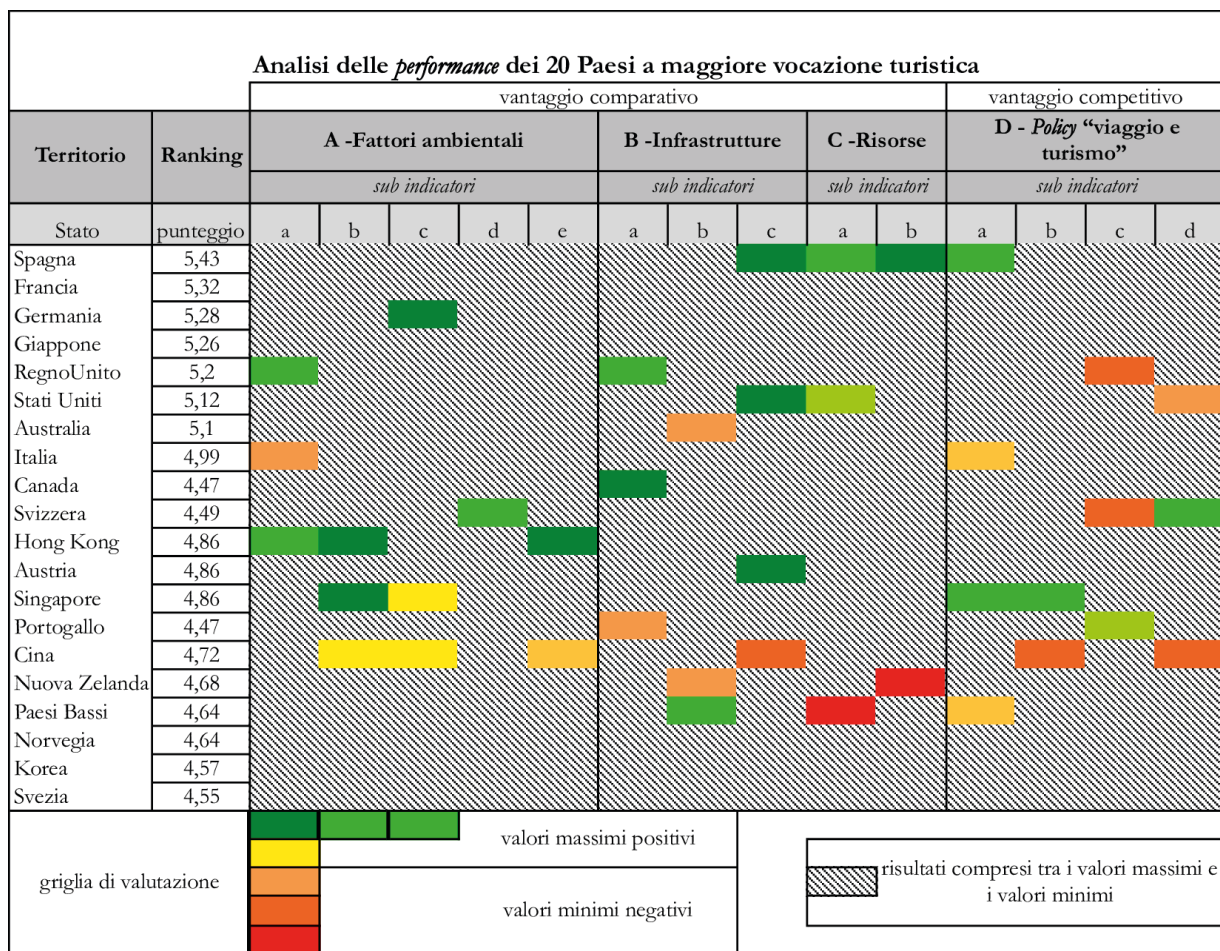 Analisi delle performance dei 20 Paesi a maggiore vocazione turistica
vantaggio comparativo vantaggio competitivo
Territorio Ranking A -Fattori ambientali B -Infrastrutture C -Risorse D - Policy “viaggio e
turismo”
sub indicatori sub indicatori sub indicatori sub indicatori
Stato punteggio a b c d e a b c a b a b c d
Spagna 5,43
Francia 5,32
Germania 5,28
Giappone 5,26
RegnoUnito 5,2
Stati Uniti 5,12
Australia 5,1
Italia 4,99
Canada 4,47
Svizzera 4,49
Hong Kong 4,86
Austria 4,86
Singapore 4,86
Portogallo 4,47
Cina 4,72
Nuova Zelanda 4,68
Paesi Bassi 4,64
Norvegia 4,64
Korea 4,57
Svezia 4,55
griglia di valutazione
valori massimi positivi
valori minimi negativi
risultati compresi tra i valori massimi e
i valori minimi